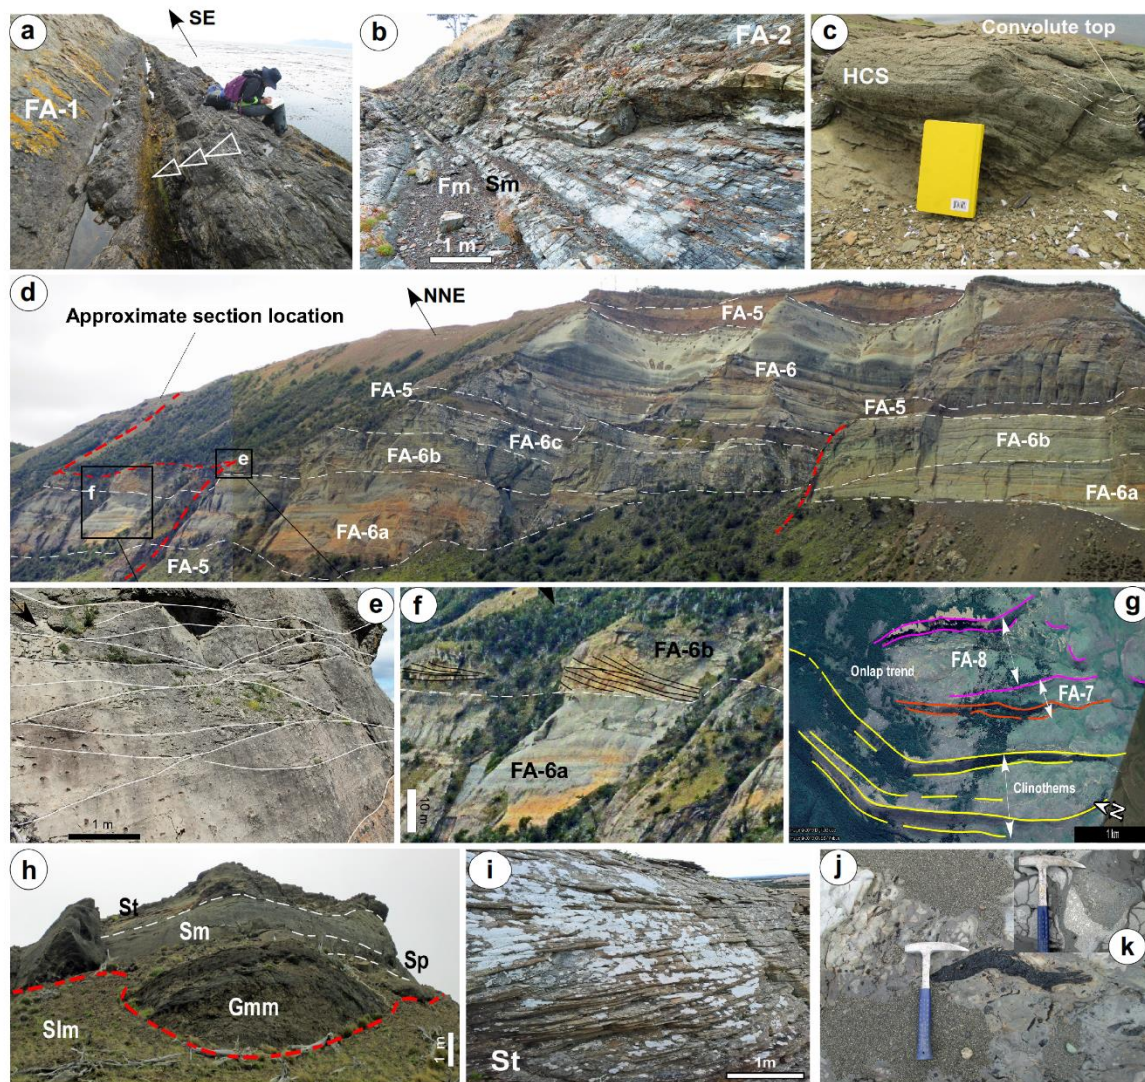 a
SE
FA-1
b
FA-2
Fm
Sm
1 m
c
Convolute top
HCS
d
NNE
Approximate section location
FA-5
FA-6
FA-5
FA-5
FA-6c
FA-6b
FA-6b
e
f
FA-6a
FA-6a
FA-5
e
1 m
f
FA-6b
FA-6a
10 m
g
FA-8
Onlap trend
FA-7
Clinothems
N
1 km
h
St
Sm
Sp
Gmm
Slm
1 m
i
St
1m
j
k